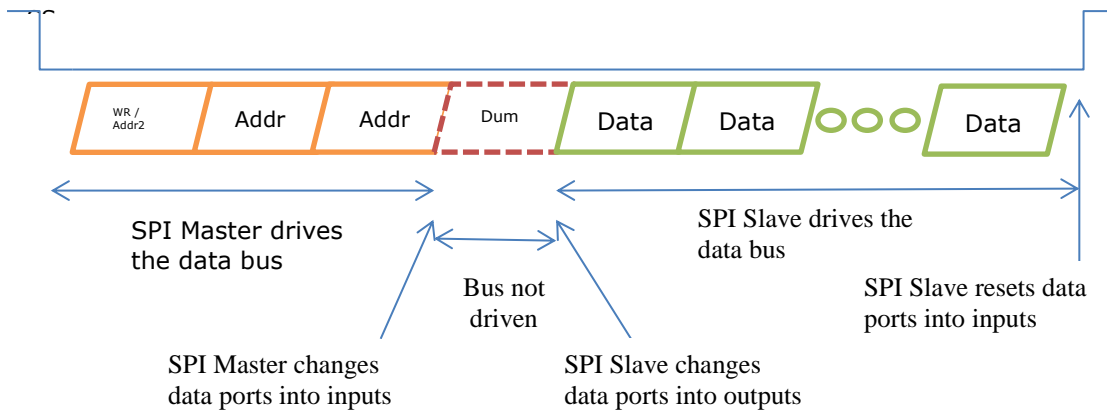 WR /
Addr2
Addr
Addr
Dum
Data
Data
Data
SPI Master drives
the data bus
SPI Slave drives the
data bus
Bus not
driven
SPI Slave resets data
ports into inputs
SPI Master changes
data ports into inputs
SPI Slave changes
data ports into outputs